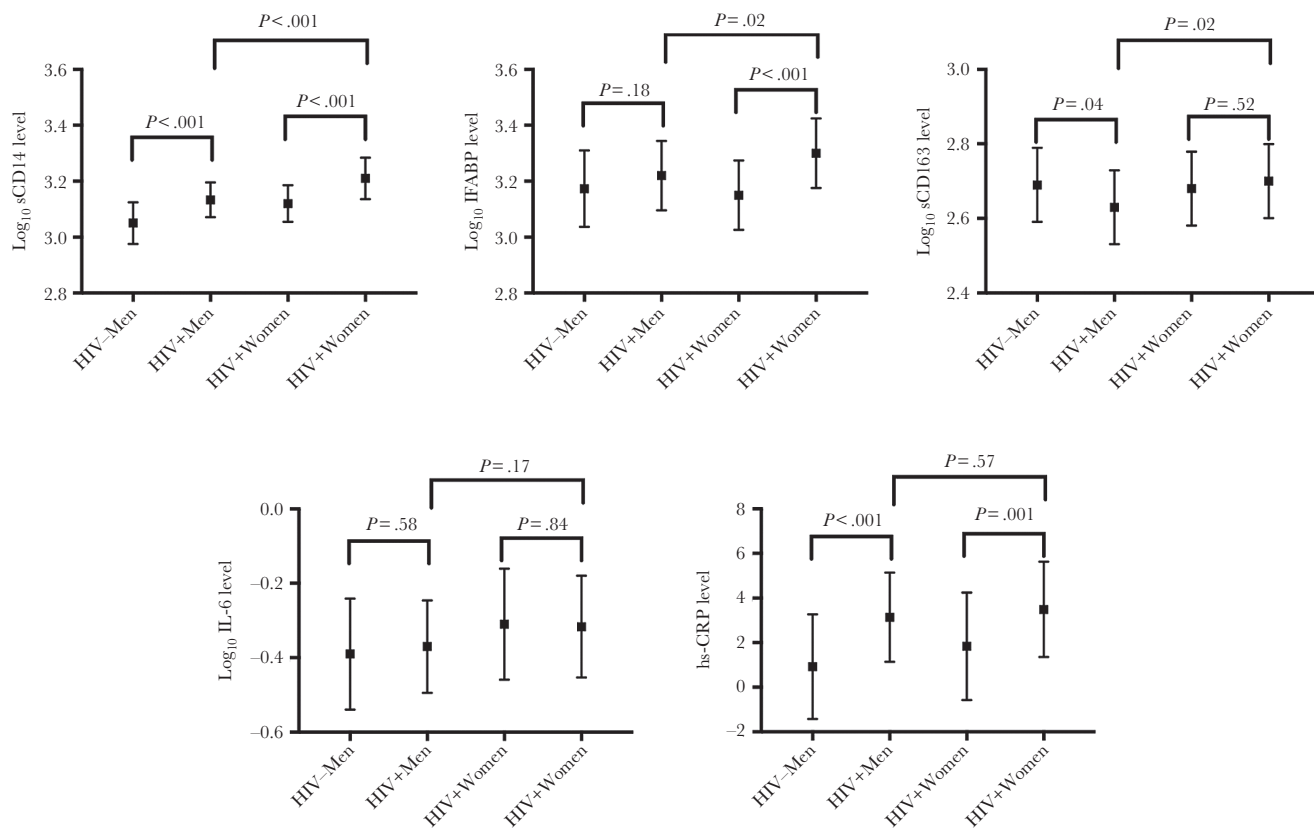 P < .001
P < .001
P < .001
Log10 sCD14 level
3.6
3.4
3.2
3.0
2.8
HIV–Men
HIV+Men
HIV+Women
HIV+Women
P = .02
P = .18
P < .001
Log10 IFABP level
3.6
3.4
3.2
3.0
2.8
HIV–Men
HIV+Men
HIV+Women
HIV+Women
P = .02
P = .04
P = .52
Log10 sCD163 level
3.0
2.8
2.6
2.4
HIV–Men
HIV+Men
HIV+Women
HIV+Women
P = .17
P = .58
P = .84
Log10 IL-6 level
0.0
–0.2
–0.4
–0.6
HIV–Men
HIV+Men
HIV+Women
HIV+Women
P = .57
P < .001
P = .001
hs-CRP level
8
6
4
2
0
–2
HIV–Men
HIV+Men
HIV+Women
HIV+Women